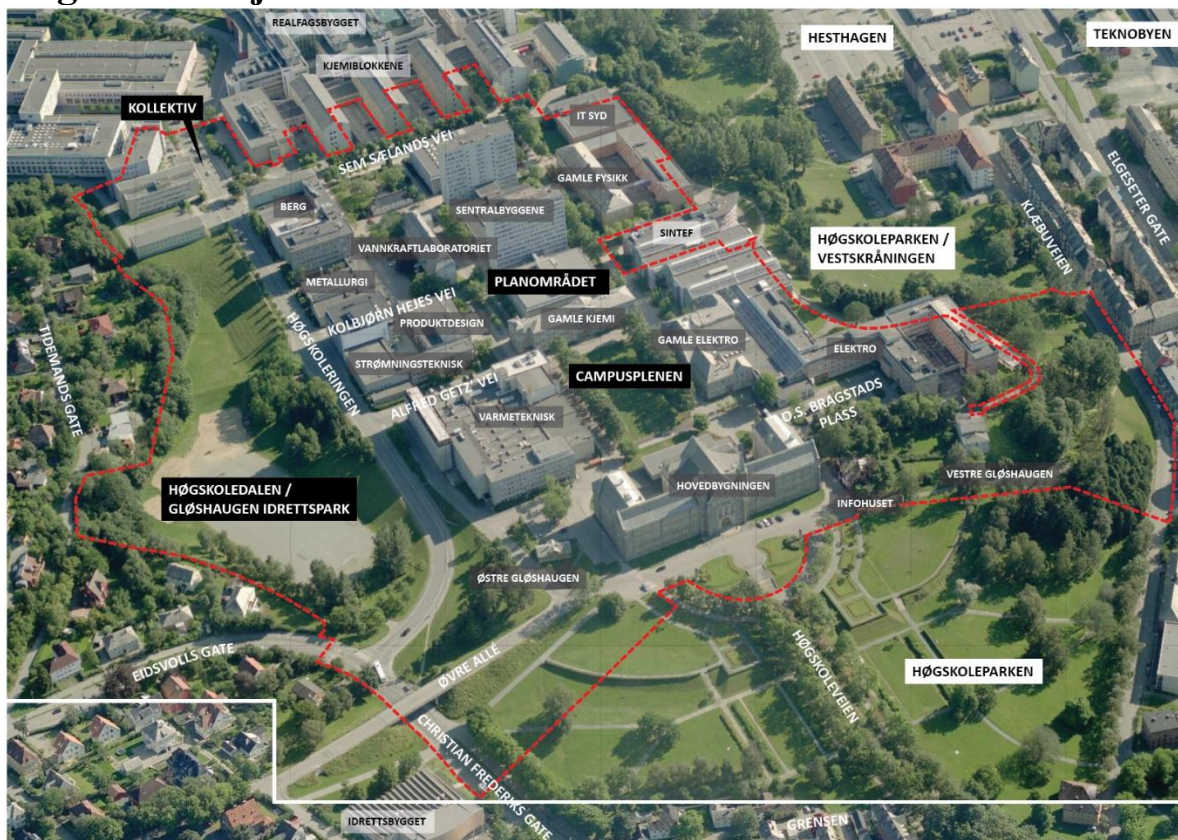 REALFAGSBYGGET
HESTHAGEN
TEKNOBYEN
KJEMIBLOKKENE
KOLLEKTIV
IT SYD
SEM SÆLANDS VEI
GAMLE FYSIKK
ELGESETER GATE
BERG
SENTRALBYGGENE
KLÆBUVEIEN
SINTEF
VANNKRAFTLABORATORIET
HØGSKOLEPARKEN /
VESTSKRÅNINGEN
METALLURGI
PLANOMRÅDET
KOLBJØRN HEJES VEI
PRODUKTDESIGN
GAMLE KJEMI
GAMLE ELEKTRO
ELEKTRO
TIDEMANDS GATE
HØGSKOLERINGEN
STRØMNINGSTEKNISK
CAMPUSPLENEN
ALFRED GETZ' VEI
O.S. BRAGSTADS
PLASS
VARMETEKNISK
HØGSKOLEDALEN /
GLØSHAUGEN IDRETTSPARK
HOVEDBYGNINGEN
VESTRE GLØSHAUGEN
INFOHUSET
ØSTRE GLØSHAUGEN
EIDSVOLLS GATE
ØVRE ALLÉ
HØGSKOLEVEIEN
HØGSKOLEPARKEN
CHRISTIAN FREDERIKS GATE
IDRETTSBYGGET
GRENSEN